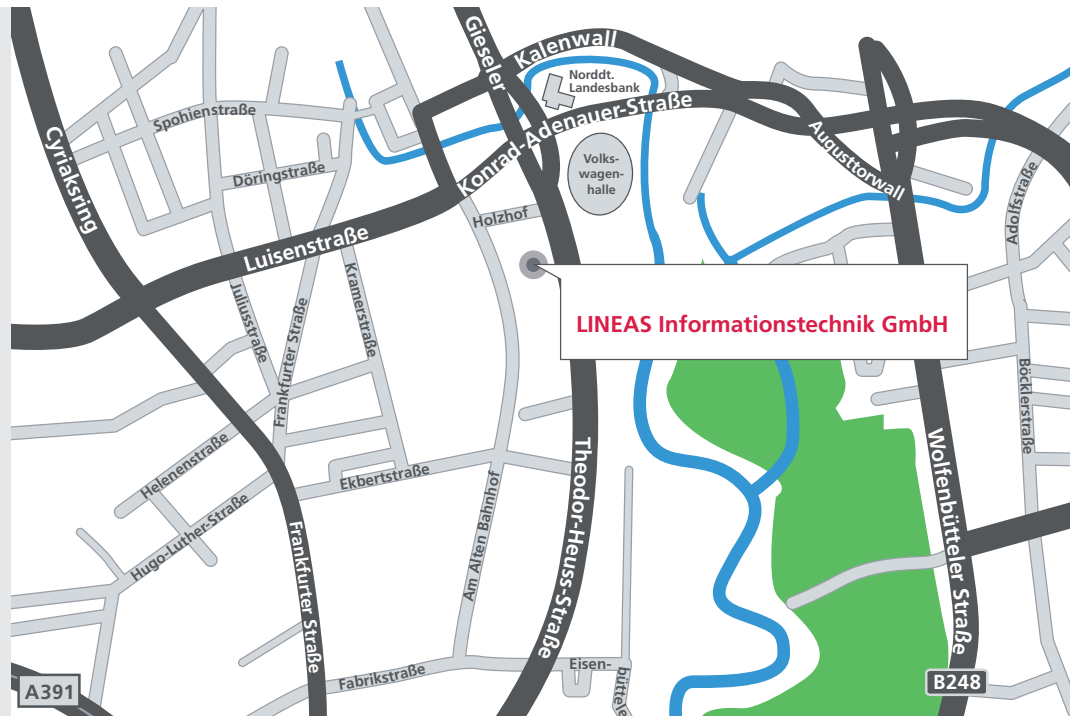 Gieseler
Kalenwall
Norddt.
Landesbank
Spohienstraße
Konrad-Adenauer-Straße
Cyriaksring
Augusttorwall
Volks-
wagen-
halle
Döringstraße
Adolfstraße
Holzhof
Luisenstraße
Juliusstraße
Frankfurter Straße
Kramerstraße
LINEAS Informationstechnik GmbH
Böcklerstraße
Helenenstraße
Ekbertstraße
Theodor-Heuss-Straße
Wolfenbütteler Straße
Hugo-Luther-Straße
Am Alten Bahnhof
Frankfurter Straße
Fabrikstraße
Eisen-
büttele
A391
B248